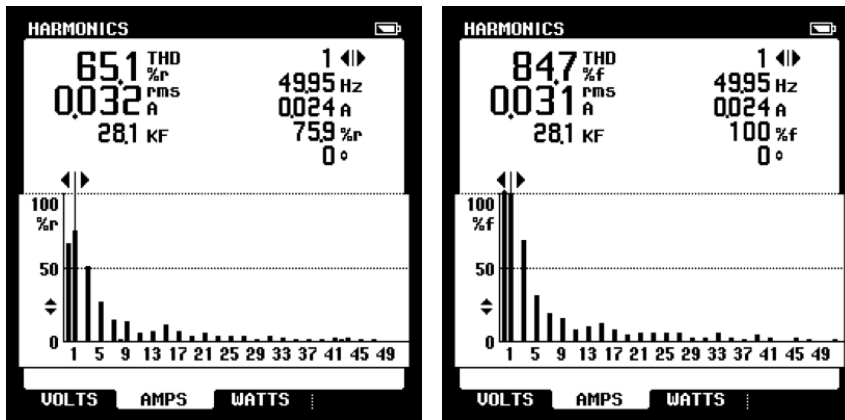 HARMONICS
65.1 THD %r
0.032 rms A
28.1 KF
1
49.95 Hz
0.024 A
75.9 %r
0 °
100
%r
50
0
1 5 9 13 17 21 25 29 33 37 41 45 49
VOLTS AMPS WATTS
HARMONICS
84.7 THD %f
0.031 rms A
28.1 KF
1
49.95 Hz
0.024 A
100 %f
0 °
100
%f
50
0
1 5 9 13 17 21 25 29 33 37 41 45 49
VOLTS AMPS WATTS